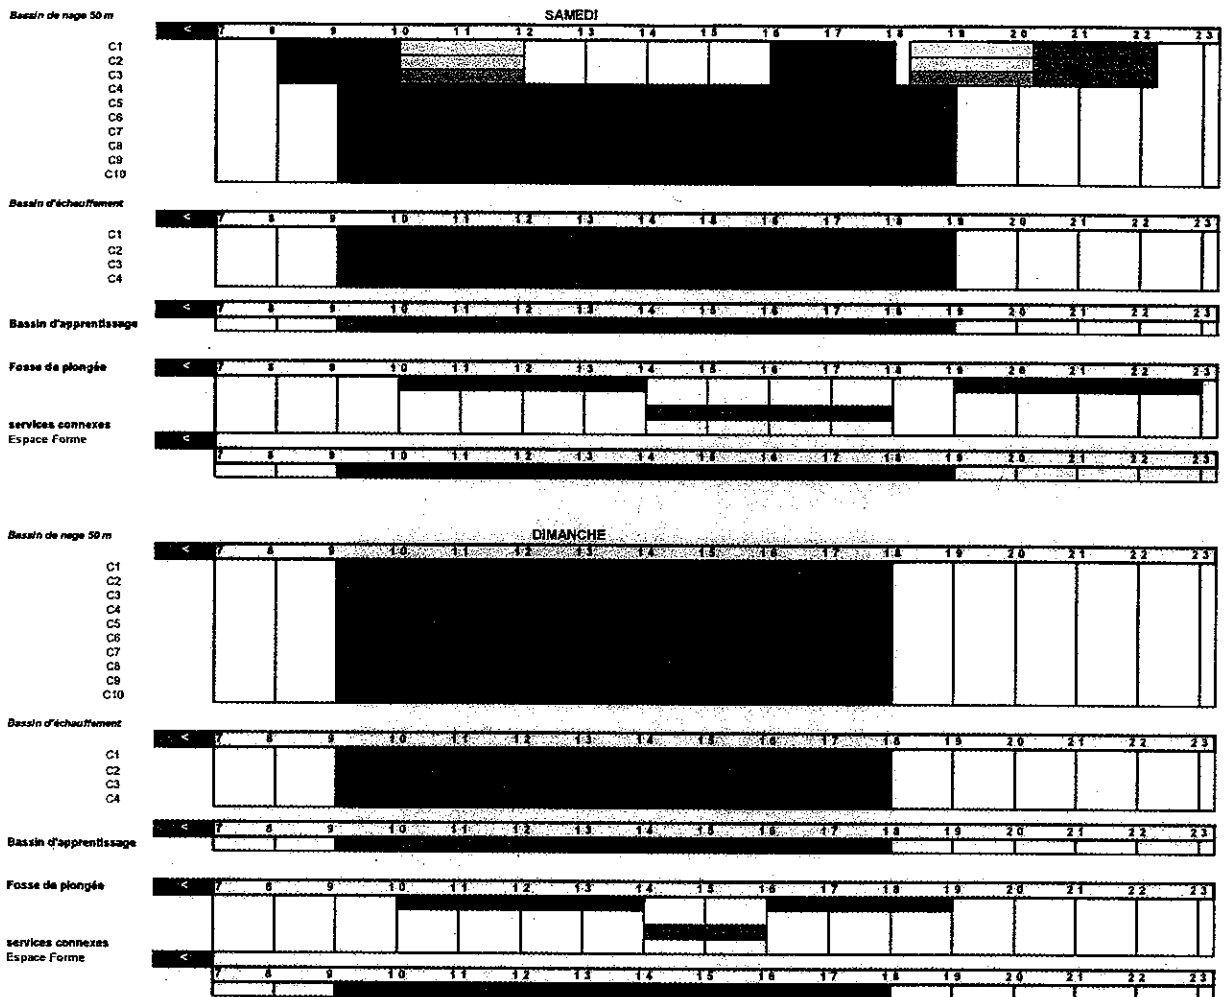 Bassin de nage 50 m SAMEDI
< 7 8 9 10 11 12 13 14 15 16 17 18 19 20 21 22 23
C1
C2
C3
C4
C5
C6
C7
C8
C9
C10
Bassin d'échauffement
< 7 8 9 10 11 12 13 14 15 16 17 18 19 20 21 22 23
C1
C2
C3
C4
< 7 8 9 10 11 12 13 14 15 16 17 18 19 20 21 22 23
Bassin d'apprentissage
Fosse de plongée < 7 8 9 10 11 12 13 14 15 16 17 18 19 20 21 22 23
services connexes
Espace Forme <
7 8 9 10 11 12 13 14 15 16 17 18 19 20 21 22 23
Bassin de nage 50 m DIMANCHE
< 7 8 9 10 11 12 13 14 15 16 17 18 19 20 21 22 23
C1
C2
C3
C4
C5
C6
C7
C8
C9
C10
Bassin d'échauffement
< 7 8 9 10 11 12 13 14 15 16 17 18 19 20 21 22 23
C1
C2
C3
C4
< 7 8 9 10 11 12 13 14 15 16 17 18 19 20 21 22 23
Bassin d'apprentissage
Fosse de plongée < 7 8 9 10 11 12 13 14 15 16 17 18 19 20 21 22 23
services connexes
Espace Forme <
7 8 9 10 11 12 13 14 15 16 17 18 19 20 21 22 23